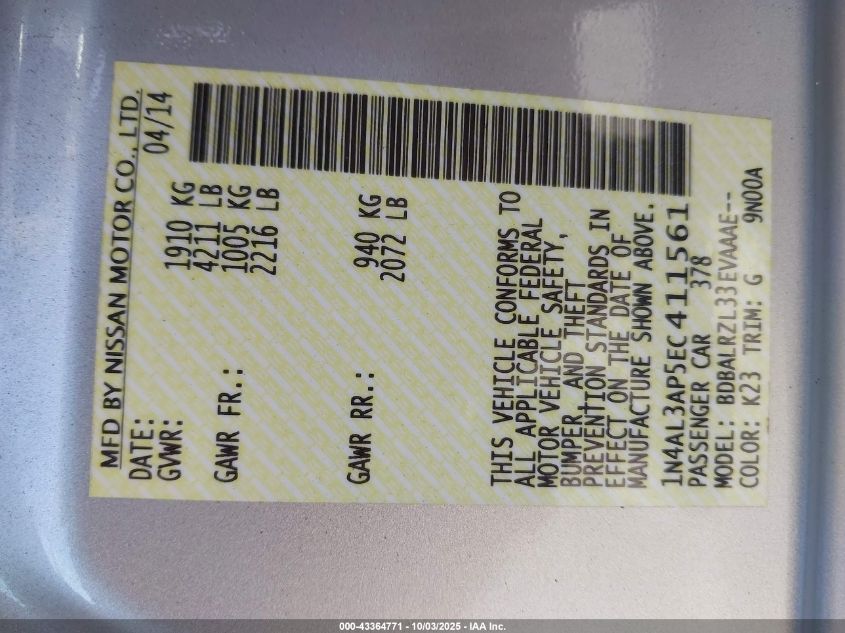 MFD BY NISSAN MOTOR CO., LTD.
DATE: 04/14
GVWR: 1910 KG
4211 LB
GAWR FR.: 1005 KG
2216 LB
GAWR RR.: 940 KG
2072 LB
THIS VEHICLE CONFORMS TO
ALL APPLICABLE FEDERAL
MOTOR VEHICLE SAFETY,
BUMPER AND THEFT
PREVENTION STANDARDS IN
EFFECT ON THE DATE OF
MANUFACTURE SHOWN ABOVE.
1N4AL3AP5EC411561
PASSENGER CAR 378
MODEL: BDBALRZL33EVAAAE--
COLOR: K23 TRIM: G 9N00A
000-43364771 - 10/03/2025 - IAA Inc.